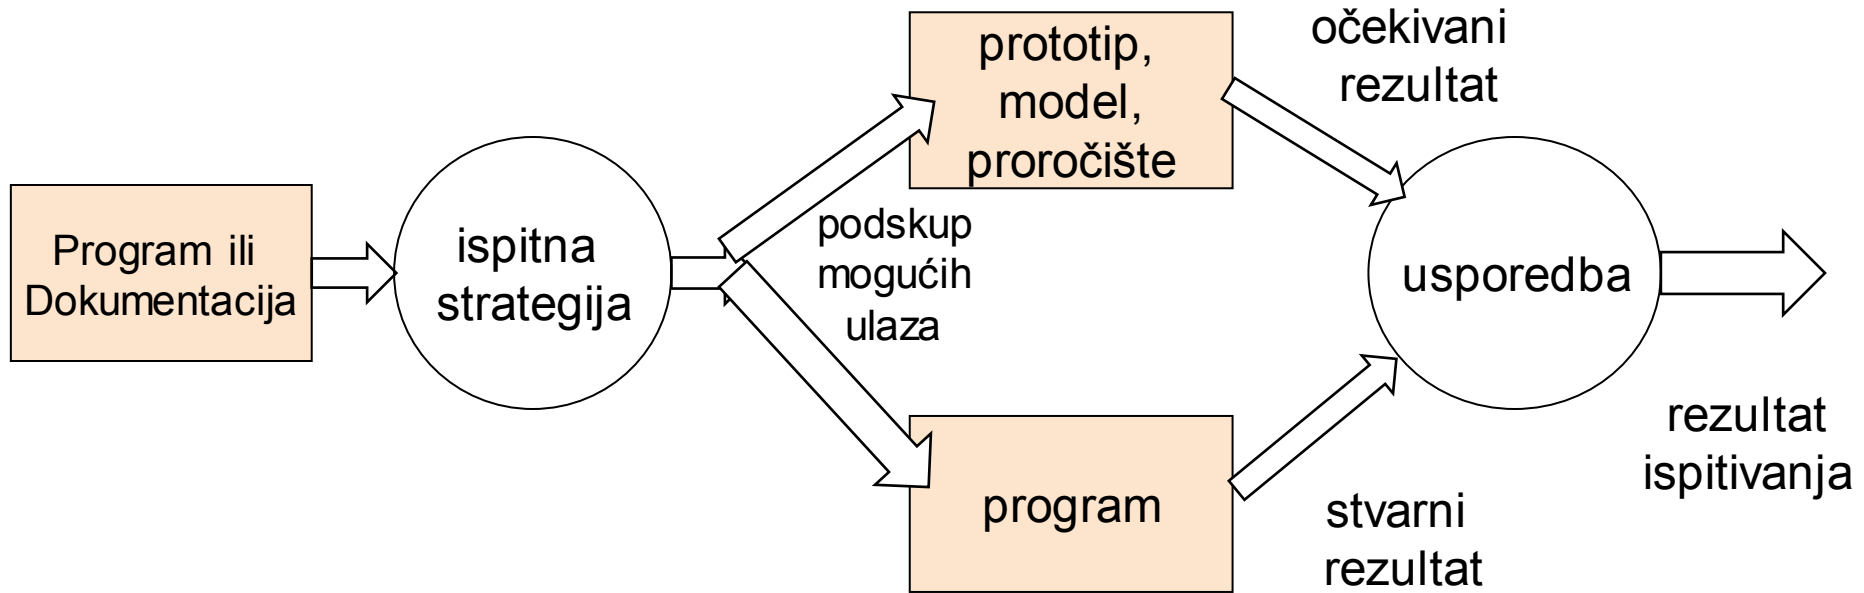 Program ili
Dokumentacija
ispitna
strategija
podskup
mogućih
ulaza
prototip,
model,
proročište
program
očekivani
rezultat
stvarni
rezultat
usporedba
rezultat
ispitivanja